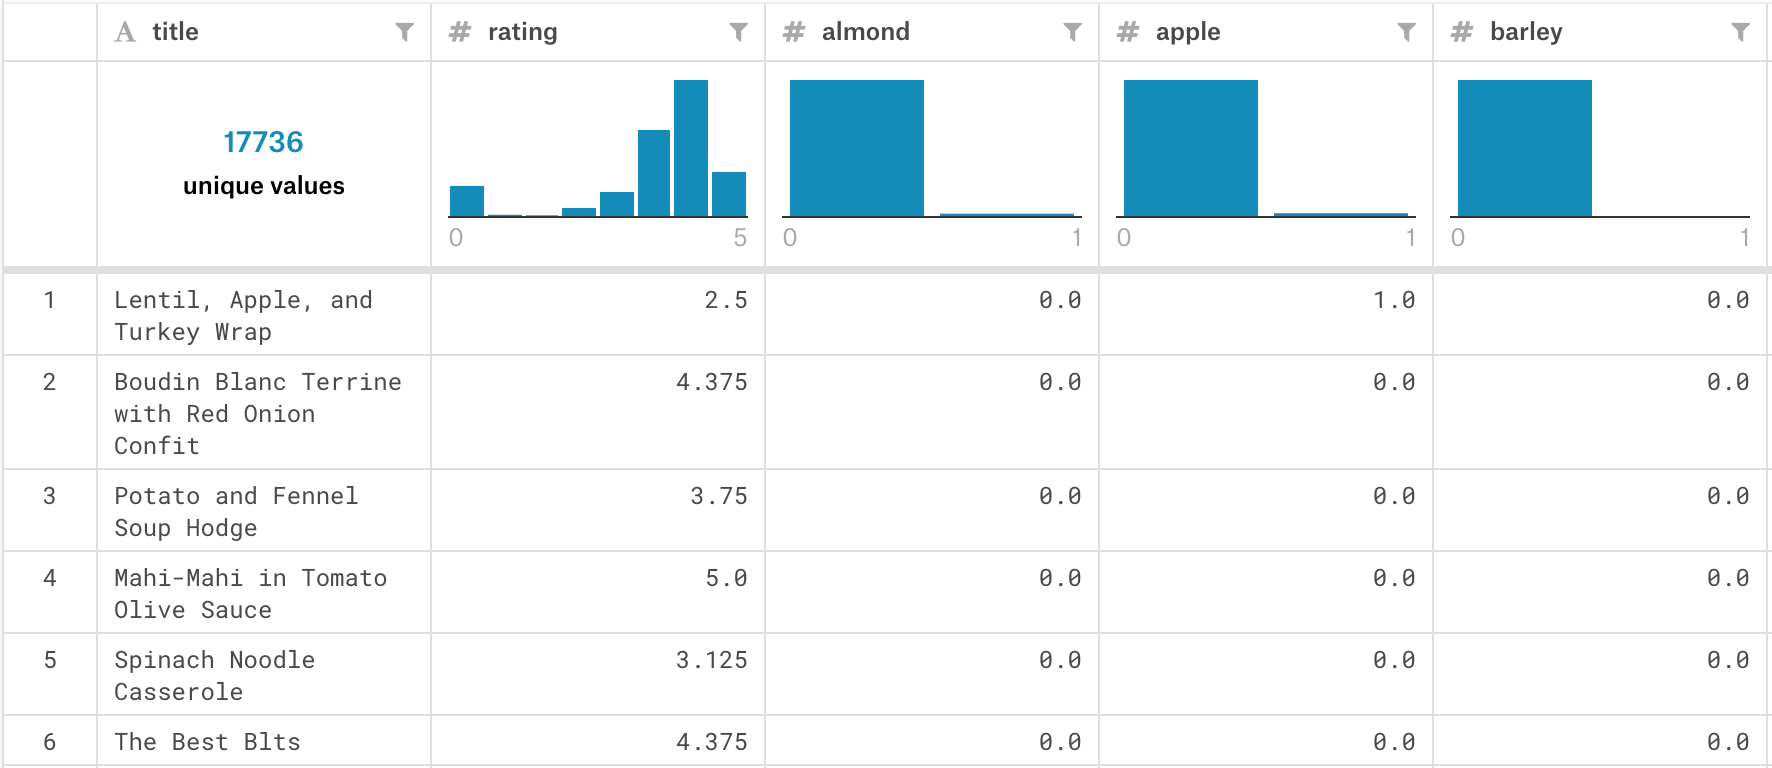 A title # rating # almond # apple # barley
17736
unique values
0 5 0 1 0 1 0 1
1 Lentil, Apple, and 2.5 0.0 1.0 0.0
Turkey Wrap
2 Boudin Blanc Terrine 4.375 0.0 0.0 0.0
with Red Onion
Confit
3 Potato and Fennel 3.75 0.0 0.0 0.0
Soup Hodge
4 Mahi-Mahi in Tomato 5.0 0.0 0.0 0.0
Olive Sauce
5 Spinach Noodle 3.125 0.0 0.0 0.0
Casserole
6 The Best Blts 4.375 0.0 0.0 0.0